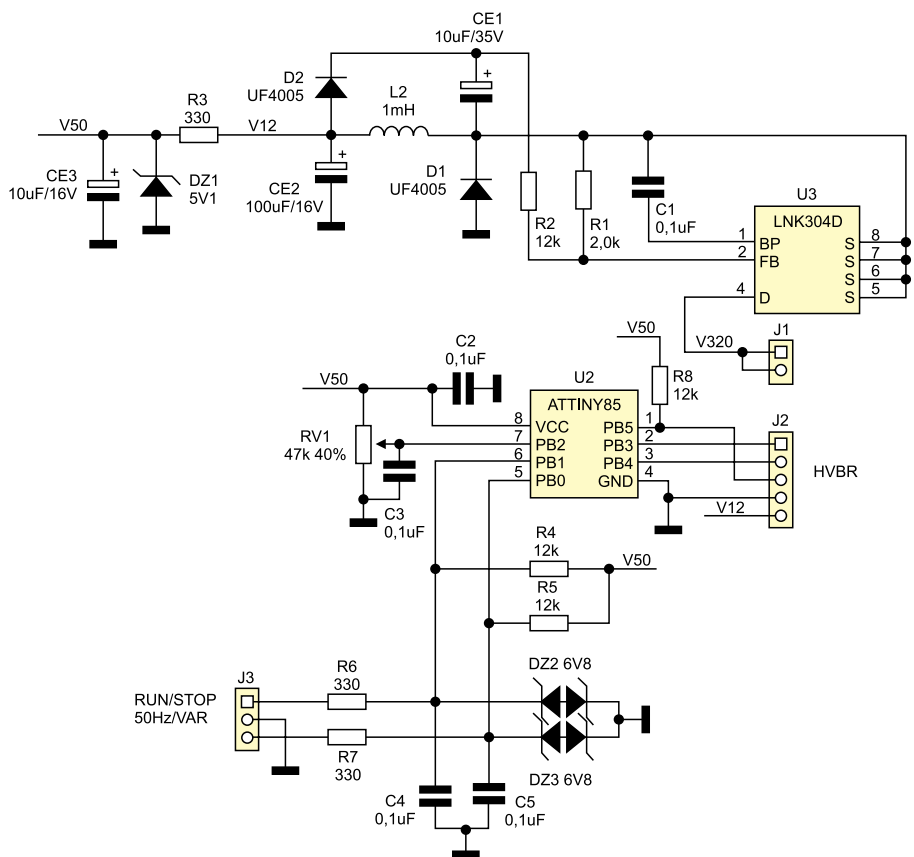 CE1
10uF/35V
D2
UF4005
L2
1mH
R3
330
V50
V12
CE3
10uF/16V
DZ1
5V1
CE2
100uF/16V
D1
UF4005
R2
12k
R1
2,0k
C1
0,1uF
U3
LNK304D
1
BP
2
FB
4
D
S
8
S
7
S
6
S
5
V320
J1
C2
0,1uF
V50
V50
R8
12k
U2
ATTINY85
8
VCC
7
PB2
6
PB1
5
PB0
PB5
1
PB3
2
PB4
3
GND
4
RV1
47k 40%
C3
0,1uF
J2
HVBR
V12
R4
12k
V50
R5
12k
J3
RUN/STOP
50Hz/VAR
R6
330
R7
330
DZ2 6V8
DZ3 6V8
C4
0,1uF
C5
0,1uF